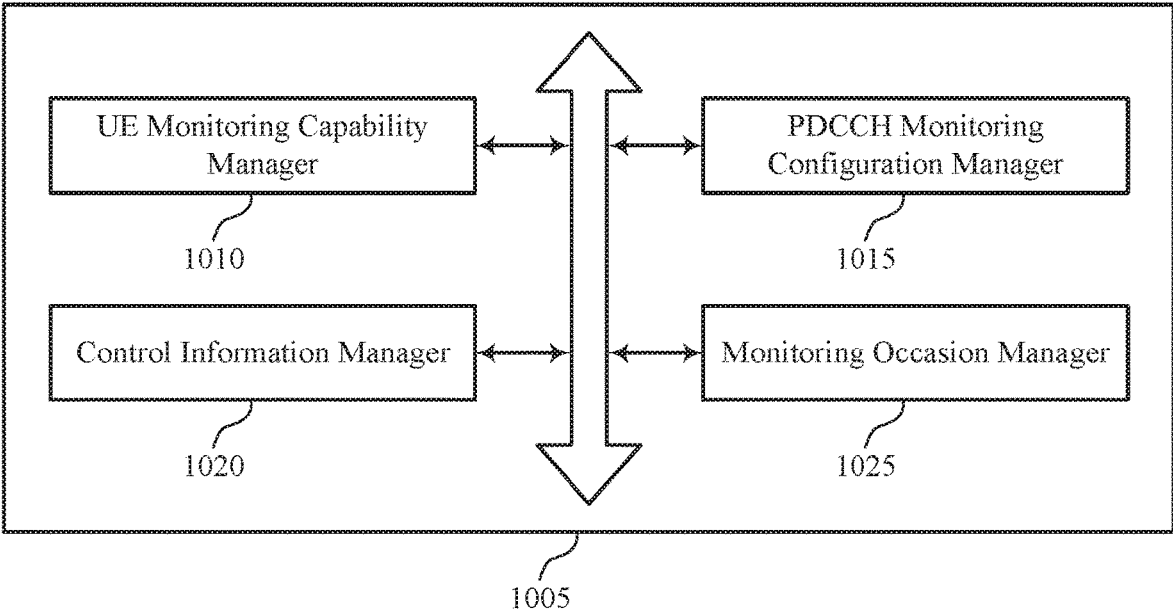 UE Monitoring Capability
Manager
1010
PDCCH Monitoring
Configuration Manager
1015
Control Information Manager
1020
Monitoring Occasion Manager
1025
1005